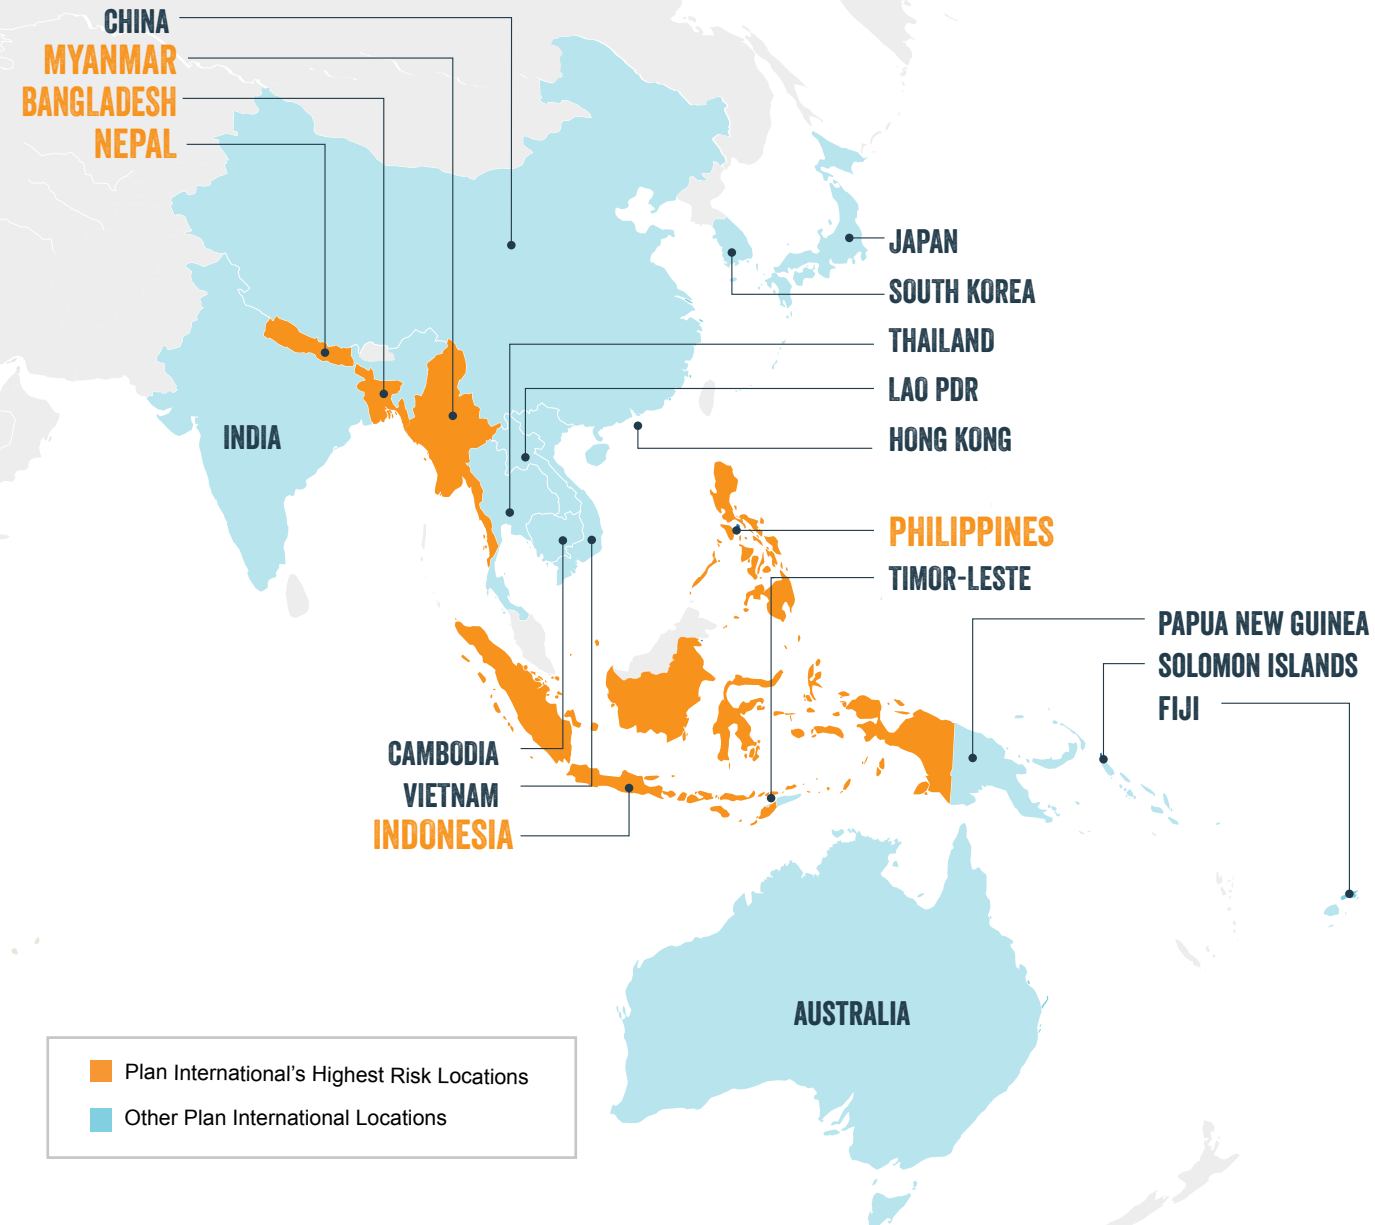 CHINA
MYANMAR
BANGLADESH
NEPAL
JAPAN
SOUTH KOREA
THAILAND
LAO PDR
HONG KONG
INDIA
PHILIPPINES
TIMOR-LESTE
PAPUA NEW GUINEA
SOLOMON ISLANDS
FIJI
CAMBODIA
VIETNAM
INDONESIA
AUSTRALIA
Plan International's Highest Risk Locations
Other Plan International Locations